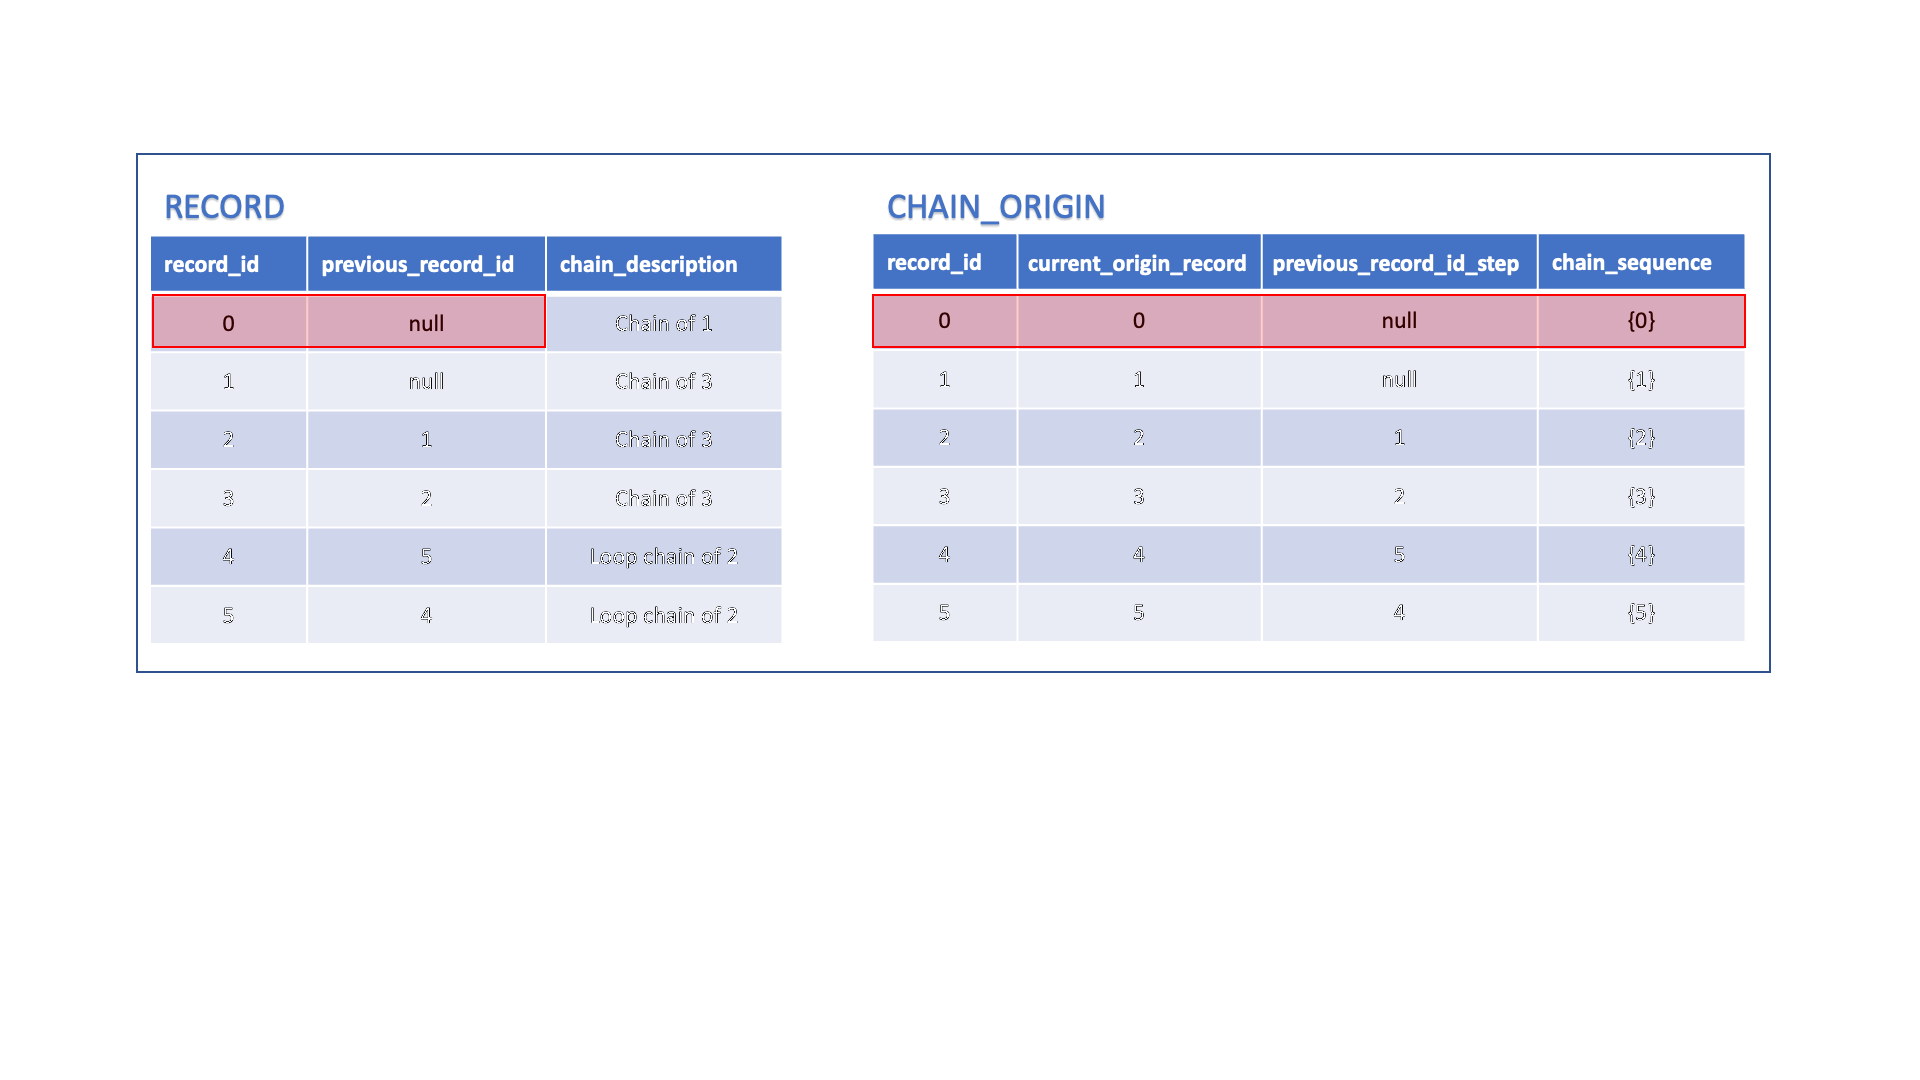 RECORD
record_id previous_record_id chain_description
0 null Chain of 1
1 null Chain of 3
2 1 Chain of 3
3 2 Chain of 3
4 5 Loop chain of 2
5 4 Loop chain of 2
CHAIN_ORIGIN
record_id current_origin_record previous_record_id_step chain_sequence
0 0 null {0}
1 1 null {1}
2 2 1 {2}
3 3 2 {3}
4 4 5 {4}
5 5 4 {5}